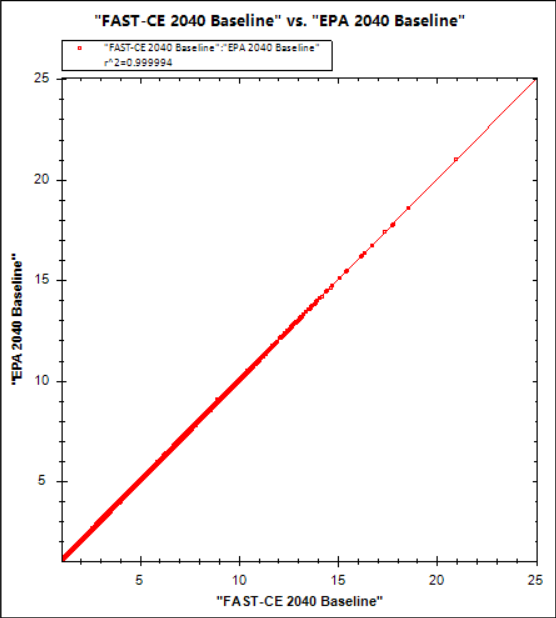 "FAST-CE 2040 Baseline" vs. "EPA 2040 Baseline"
"FAST-CE 2040 Baseline":"EPA 2040 Baseline"
r^2=0.999994
25
20
15
10
5
"EPA 2040 Baseline"
5 10 15 20 25
"FAST-CE 2040 Baseline"